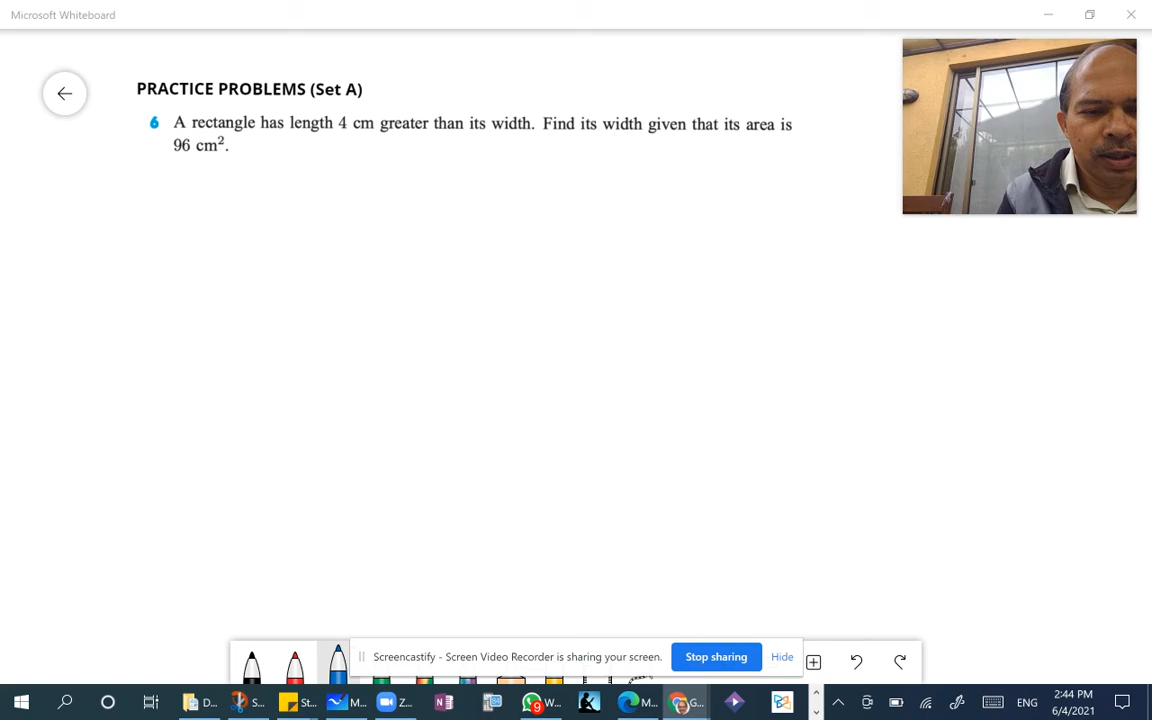 Microsoft Whiteboard
PRACTICE PROBLEMS (Set A)
6 A rectangle has length 4 cm greater than its width. Find its width given that its area is
96 cm².
Screencastify - Screen Video Recorder is sharing your screen. Stop sharing Hide
D... S... St... M... Z... W... M... G... ENG 2:44 PM
9 6/4/2021